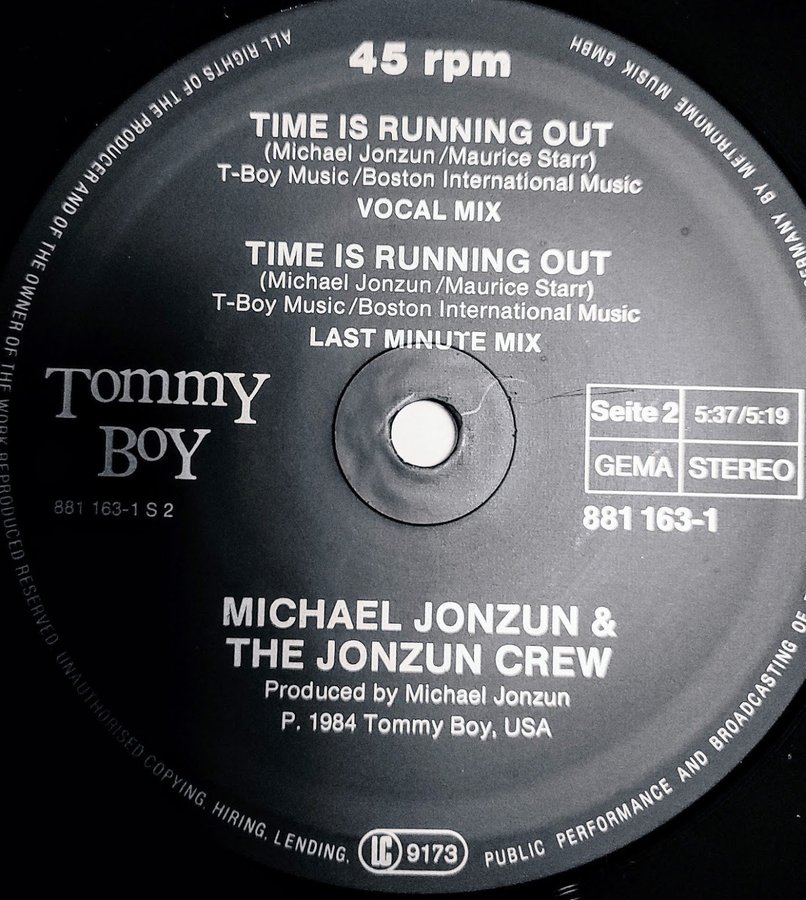 45 rpm
TIME IS RUNNING OUT
(Michael Jonzun/Maurice Starr)
T-Boy Music/Boston International Music
VOCAL MIX
TIME IS RUNNING OUT
(Michael Jonzun/Maurice Starr)
T-Boy Music/Boston International Music
LAST MINUTE MIX
Tommy
Boy
881 163-1 S 2
Seite 2 5:37/5:19
GEMA STEREO
881 163-1
MICHAEL JONZUN &
THE JONZUN CREW
Produced by Michael Jonzun
P. 1984 Tommy Boy, USA
ALL RIGHTS OF THE PRODUCER AND OF THE OWNER OF THE WORK REPRODUCED RESERVED. UNAUTHORISED COPYING, HIRING, LENDING, LC 9173 PUBLIC PERFORMANCE AND BROADCASTING OF
BY METRONOME MUSIK GMBH